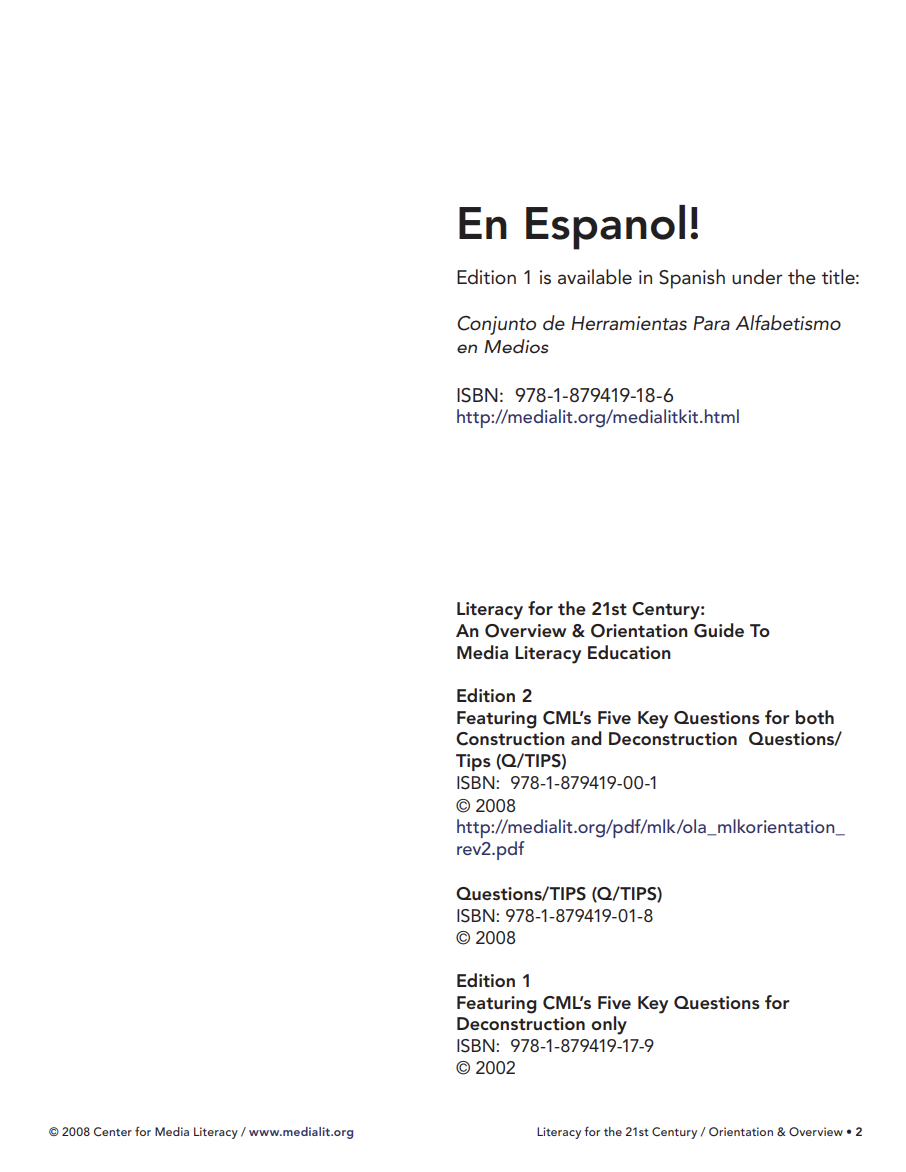 En Espanol!
Edition 1 is available in Spanish under the title:
Conjunto de Herramientas Para Alfabetismo
en Medios
ISBN:  978-1-879419-18-6
http://medialit.org/medialitkit.html
Literacy for the 21st Century:
An Overview & Orientation Guide To
Media Literacy Education
Edition 2
Featuring CML’s Five Key Questions for both
Construction and Deconstruction  Questions/
Tips (Q/TIPS)
ISBN:  978-1-879419-00-1
© 2008
http://medialit.org/pdf/mlk/ola_mlkorientation_
rev2.pdf
Questions/TIPS (Q/TIPS)
ISBN: 978-1-879419-01-8
© 2008
Edition 1
Featuring CML’s Five Key Questions for
Deconstruction only
ISBN:  978-1-879419-17-9
© 2002
© 2008 Center for Media Literacy / www.medialit.org
Literacy for the 21st Century / Orientation & Overview • 2